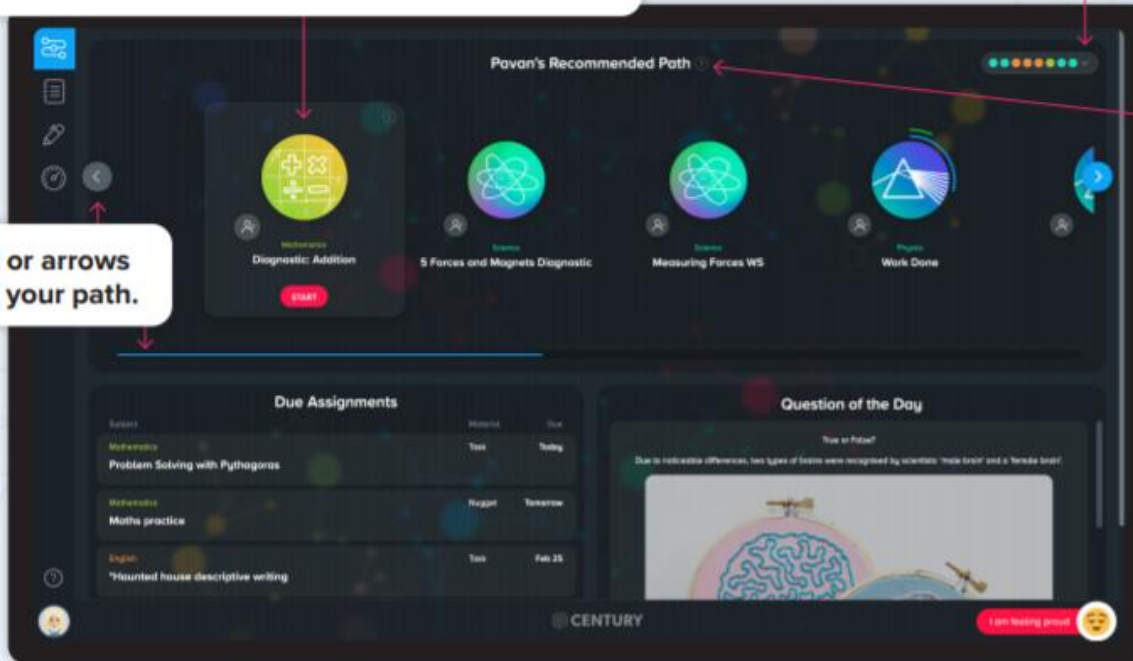 Pavan's Recommended Path
Mathematics
Diagnostic: Addition
START
Science
5 Forces and Magnets Diagnostic
Science
Measuring Forces WS
Physics
Work Done
or arrows
your path.
Due Assignments
Subject Material Due
Mathematics Task Today
Problem Solving with Pythagoras
Mathematics Nugget Tomorrow
Maths practice
English Task Feb 25
*Haunted house descriptive writing
Question of the Day
True or False?
Due to noticeable differences, two types of brains were recognised by scientists: 'male brain' and a 'female brain'.
CENTURY
I am feeling proud